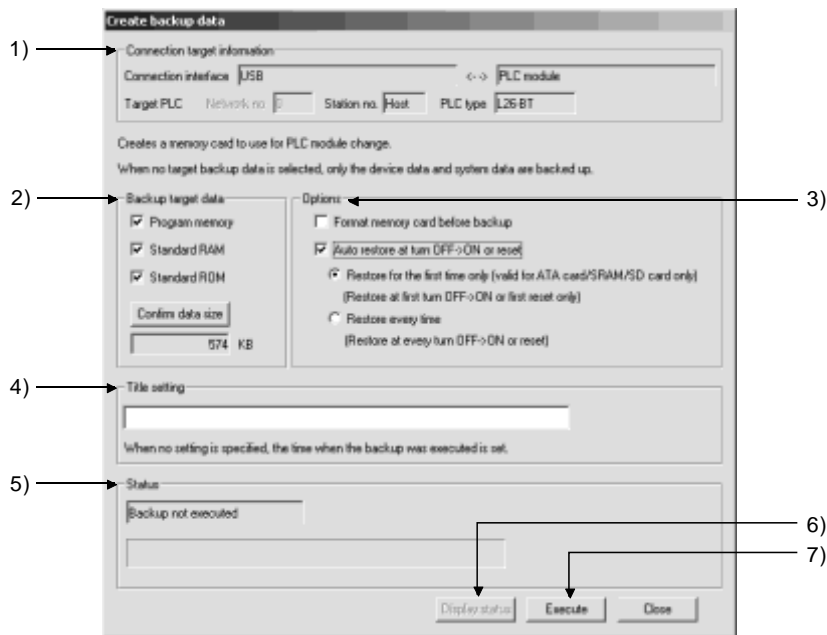 Create backup data
1)
Connection target information
Connection interface USB <--> PLC module
Target PLC Network no. 0 Station no. Host PLC type L26-BT
Creates a memory card to use for PLC module change.
When no target backup data is selected, only the device data and system data are backed up.
2)
Backup target data
Program memory
Standard RAM
Standard ROM
Confirm data size
574 KB
3)
Options
Format memory card before backup
Auto restore at turn OFF->ON or reset
Restore for the first time only (valid for ATA card/SRAM/SD card only)
(Restore at first turn OFF->ON or first reset only)
Restore every time
(Restore at every turn OFF->ON or reset)
4)
Title setting
When no setting is specified, the time when the backup was executed is set.
5)
Status
Backup not executed
6)
7)
Display status Execute Close